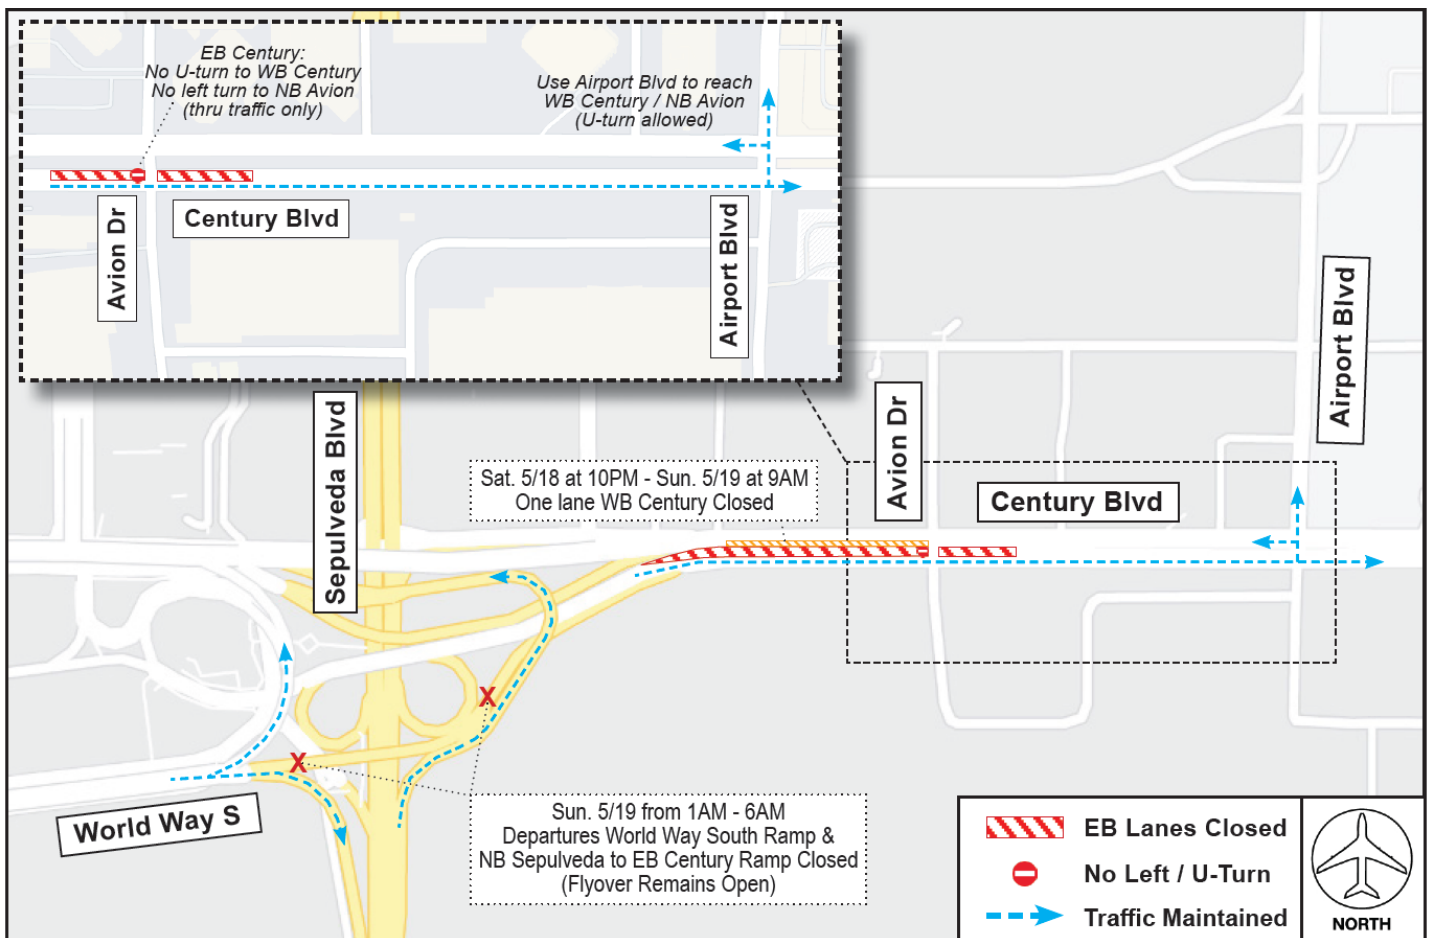 EB Century:
No U-turn to WB Century
No left turn to NB Avion
(thru traffic only)
Use Airport Blvd to reach
WB Century / NB Avion
(U-turn allowed)
Avion Dr
Century Blvd
Airport Blvd
Sepulveda Blvd
Sat. 5/18 at 10PM - Sun. 5/19 at 9AM
One lane WB Century Closed
Avion Dr
Century Blvd
Airport Blvd
X
X
World Way S
Sun. 5/19 from 1AM - 6AM
Departures World Way South Ramp &
NB Sepulveda to EB Century Ramp Closed
(Flyover Remains Open)
EB Lanes Closed
No Left / U-Turn
Traffic Maintained
NORTH